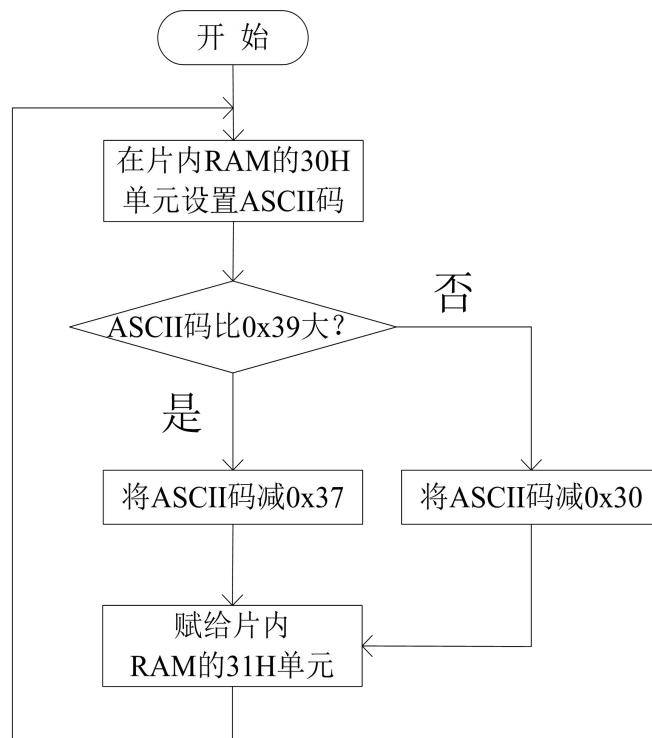 开 始
在片内RAM的30H
单元设置ASCII码
ASCII码比0x39大？
否
是
将ASCII码减0x37
将ASCII码减0x30
赋给片内
RAM的31H单元